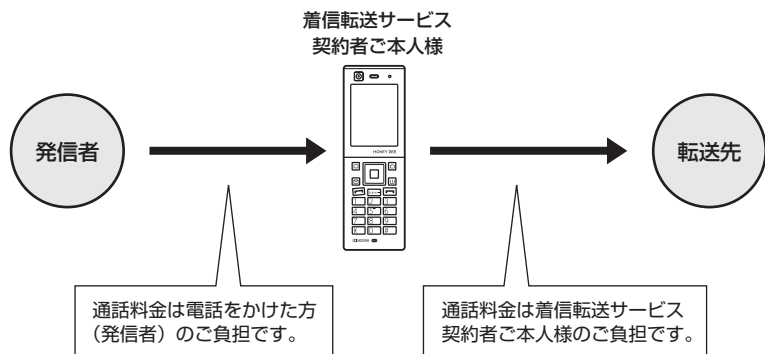 着信転送サービス
契約者ご本人様
発信者
HONEY BEE
転送先
通話料金は電話をかけた方
（発信者）のご負担です。
通話料金は着信転送サービス
契約者ご本人様のご負担です。